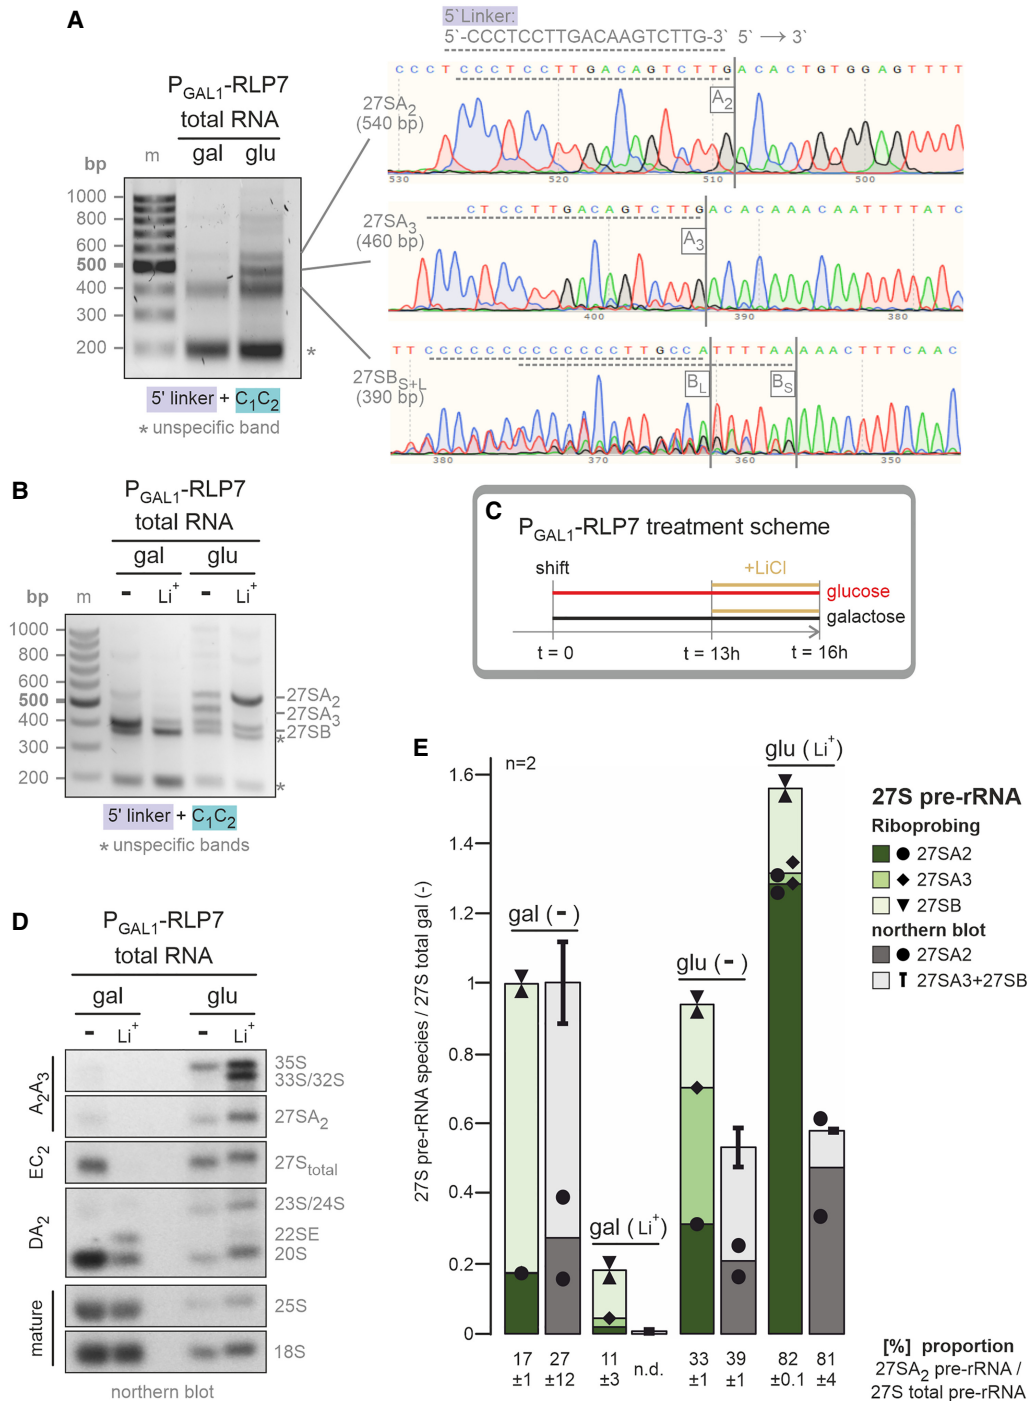 A
5`Linker:
5`-CCCTCCTTGACAAGTCTTG-3` 5` → 3`
P_GAL1-RLP7
total RNA
bp m gal glu
1000
800
600
500
400
300
200
*
5' linker + C1C2
* unspecific band
27SA2
(540 bp)
C C C T C C C T C C T T G A C A G T C T T G A C A C T G T G G A G T T T T
A2
530 520 510 500
27SA3
(460 bp)
C T C C T T G A C A G T C T T G A C A C A A A C A A T T T T A T C
A3
400 390 380
27SB S+L
(390 bp)
T T C C C C C C C C C C C C C T T G C C A T T T T A A A A A C T T T C A A C
BL BS
380 370 360 350
B
P_GAL1-RLP7
total RNA
gal glu
bp m - Li+ - Li+
1000
800
600
500
400
300
200
27SA2
27SA3
27SB
*
*
5' linker + C1C2
* unspecific bands
C
P_GAL1-RLP7 treatment scheme
shift +LiCl
glucose
galactose
t = 0 t = 13h t = 16h
D
P_GAL1-RLP7
total RNA
gal glu
- Li+ - Li+
A2A3
35S
33S/32S
27SA2
EC2
27Stotal
DA2
23S/24S
22SE
20S
mature
25S
18S
northern blot
E
n=2
27S pre-rRNA species / 27S total gal (-)
1.6
1.4
1.2
1
0.8
0.6
0.4
0.2
0
gal (-)
gal (Li+)
glu (-)
glu (Li+)
17 27 11 n.d. 33 39 82 81
±1 ±12 ±3 ±1 ±1 ±0.1 ±4
[%] proportion
27SA2 pre-rRNA /
27S total pre-rRNA
27S pre-rRNA
Riboprobing
27SA2
27SA3
27SB
northern blot
27SA2
27SA3+27SB